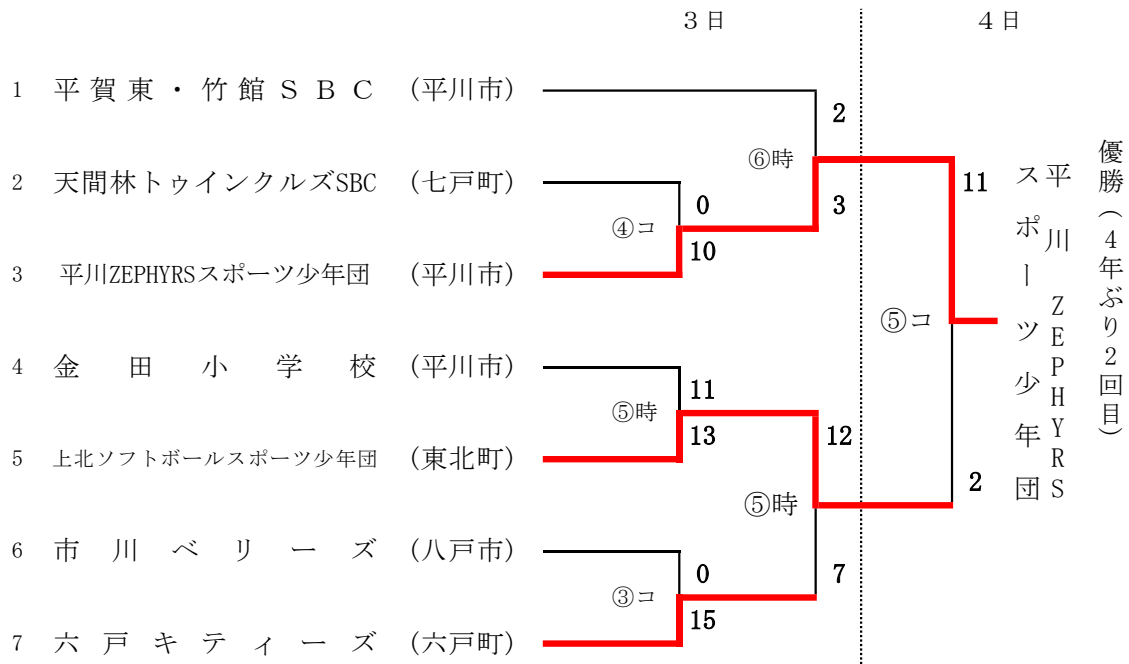 3日
4日
1 平賀東・竹館ＳＢＣ (平川市)
2 天間林トゥインクルズSBC (七戸町)
3 平川ZEPHYRSスポーツ少年団 (平川市)
4 金田小学校 (平川市)
5 上北ソフトボールスポーツ少年団 (東北町)
6 市川ベリーズ (八戸市)
7 六戸キティーズ (六戸町)
④コ
0
10
⑤時
11
13
③コ
0
15
⑥時
2
3
⑤時
12
7
⑤コ
11
2
優勝(4年ぶり2回目)
平川 ZEPHYRS
スポーツ少年団